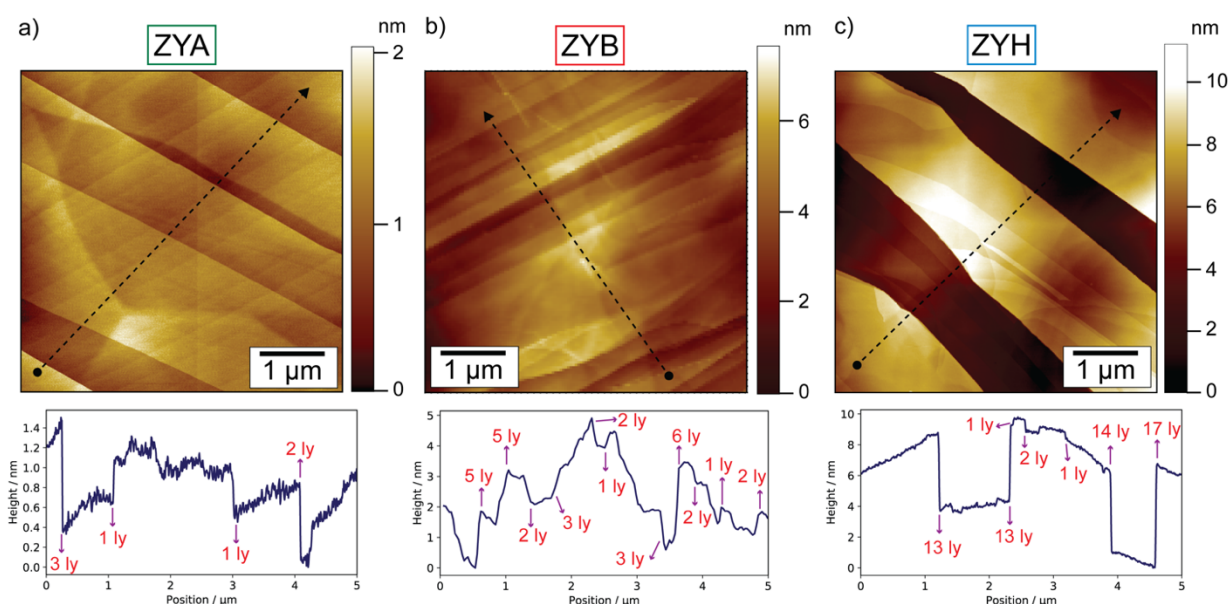 a)
ZYA
nm
2
1
0
1 µm
b)
ZYB
nm
6
4
2
0
1 µm
c)
ZYH
nm
10
8
6
4
2
0
1 µm
Height / nm
1.4
1.2
1.0
0.8
0.6
0.4
0.2
0.0
3 ly
1 ly
1 ly
2 ly
0 1 2 3 4 5
Position / µm
Height / nm
5
4
3
2
1
0
5 ly
5 ly
2 ly
3 ly
2 ly
1 ly
3 ly
6 ly
2 ly
1 ly
2 ly
0 1 2 3 4 5
Position / µm
Height / nm
10
8
6
4
2
0
13 ly
13 ly
1 ly
2 ly
1 ly
14 ly
17 ly
0 1 2 3 4 5
Position / µm